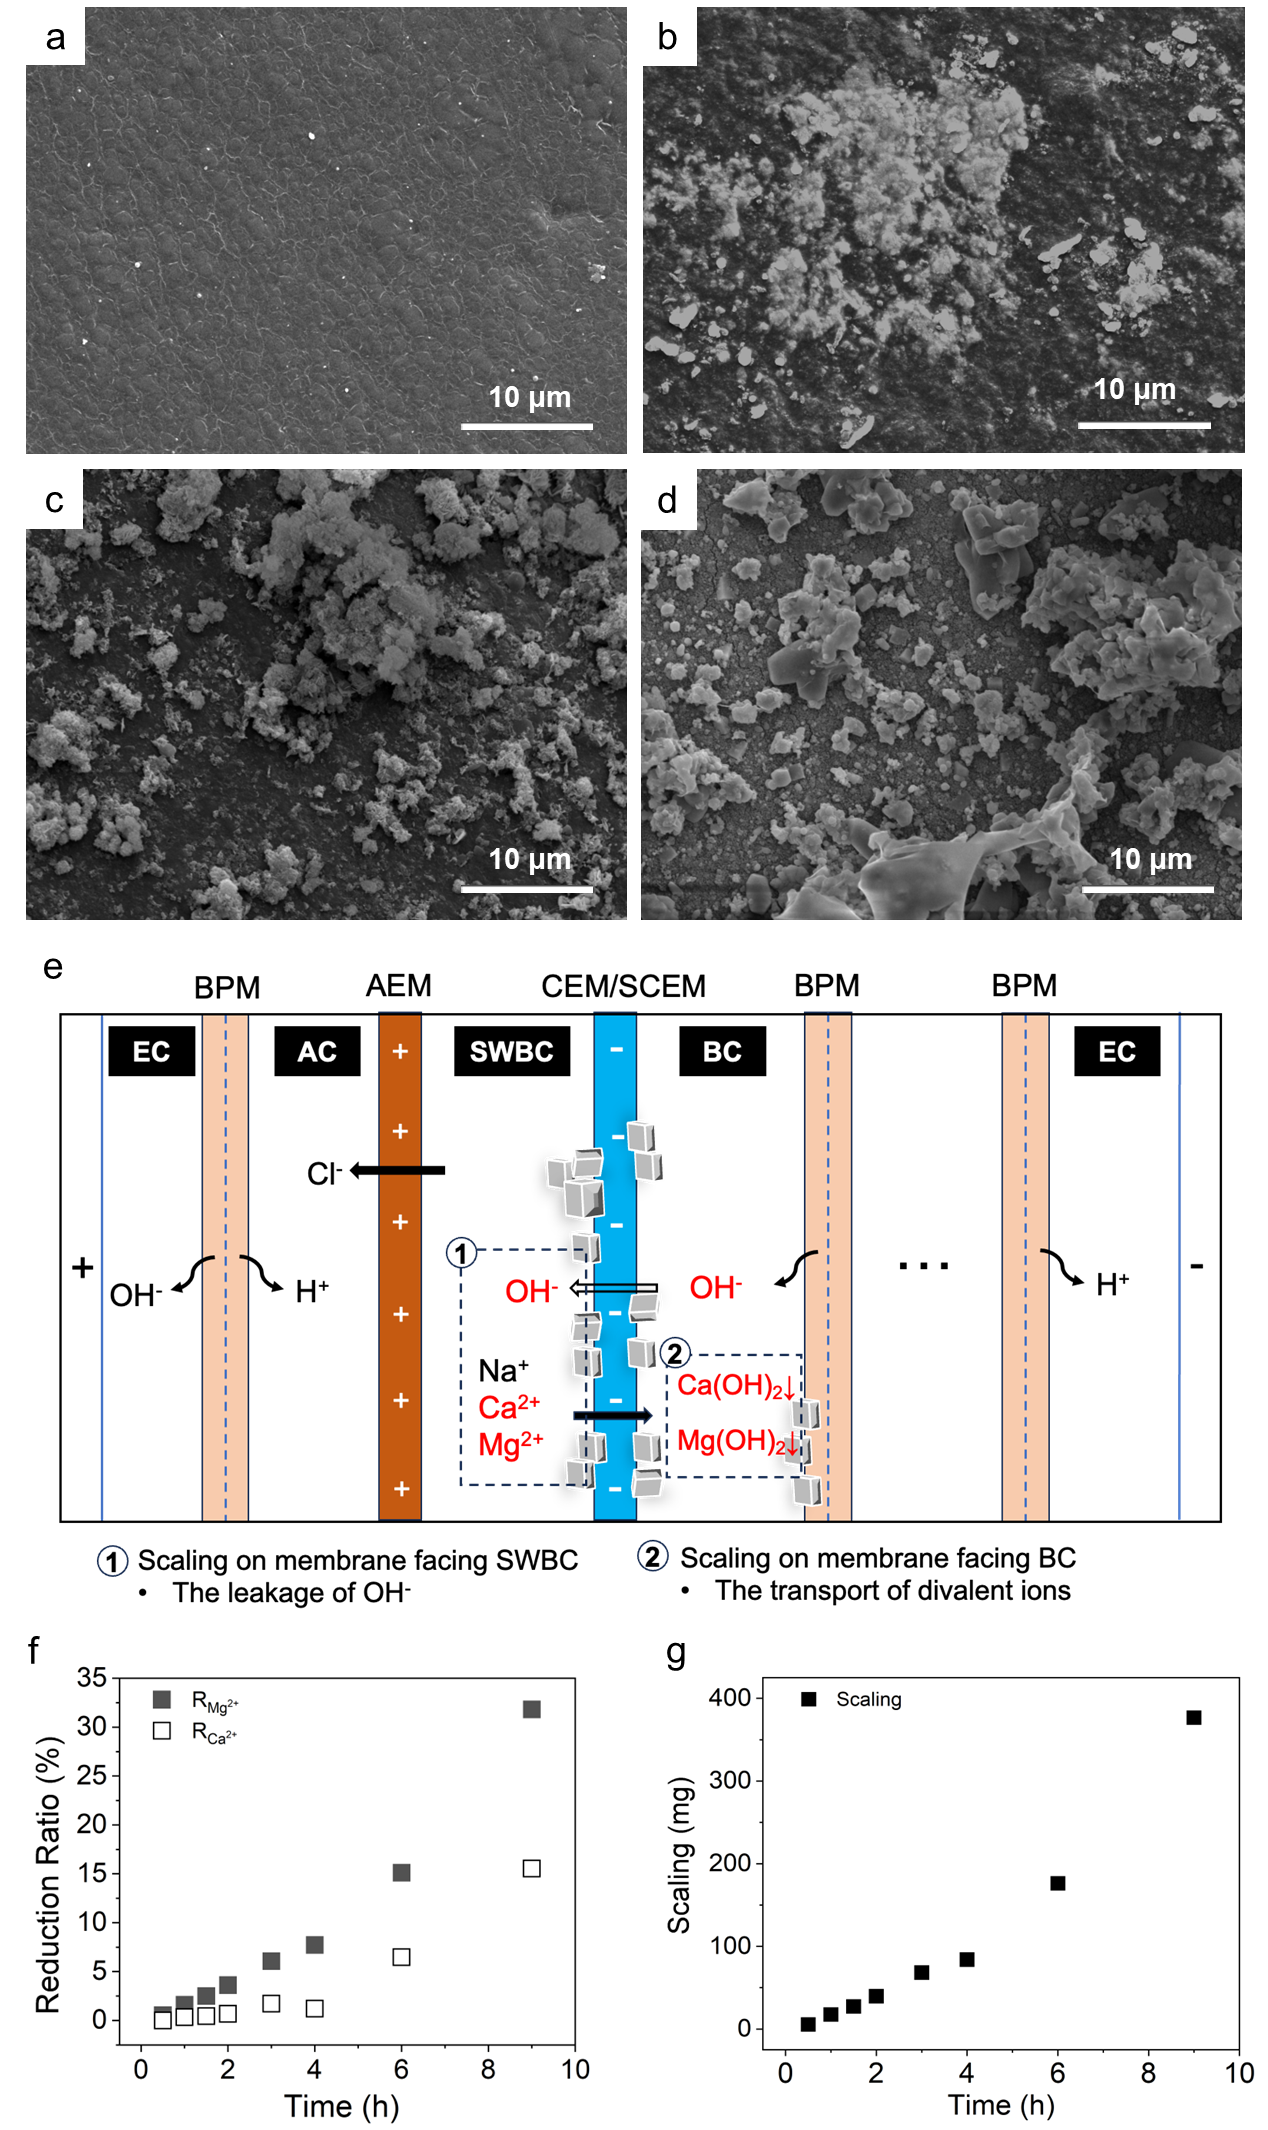 a
b
10 µm
10 µm
c
d
10 µm
10 µm
e
BPM AEM CEM/SCEM BPM BPM
EC AC SWBC BC EC
+ -
+ -
Cl⁻
+ -
1
+ OH⁻ H⁺ OH⁻ OH⁻ ... H⁺ -
+ -
2
Na⁺ Ca(OH)₂↓
+ Ca²⁺ -
Mg²⁺ Mg(OH)₂↓
+ -
1 Scaling on membrane facing SWBC
• The leakage of OH⁻
2 Scaling on membrane facing BC
• The transport of divalent ions
f
35
30
25
20
15
10
5
0
Reduction Ratio (%)
R Mg²⁺
R Ca²⁺
0 2 4 6 8 10
Time (h)
g
400
300
200
100
0
Scaling (mg)
Scaling
0 2 4 6 8 10
Time (h)